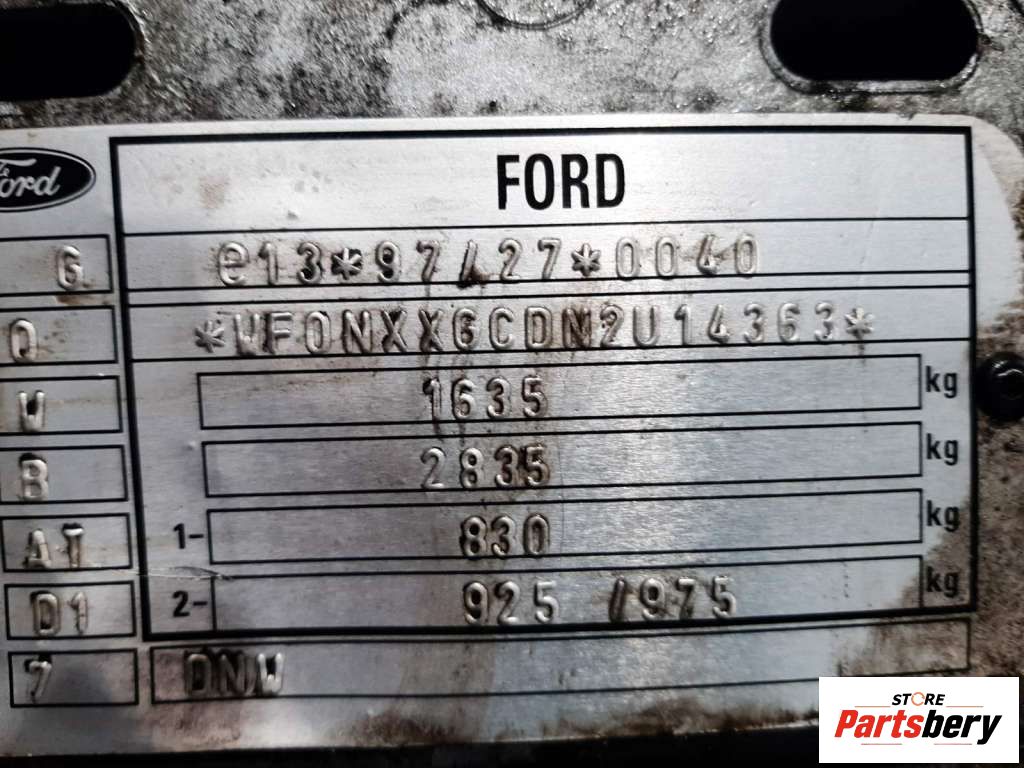 Ford
FORD
G e13*97/27*0040
Q *WF0NXXGCDN2U14363*
W 1635 kg
B 2835 kg
A1 1- 830 kg
D1 2- 925 /975 kg
7 DNW
STORE
Partsbery